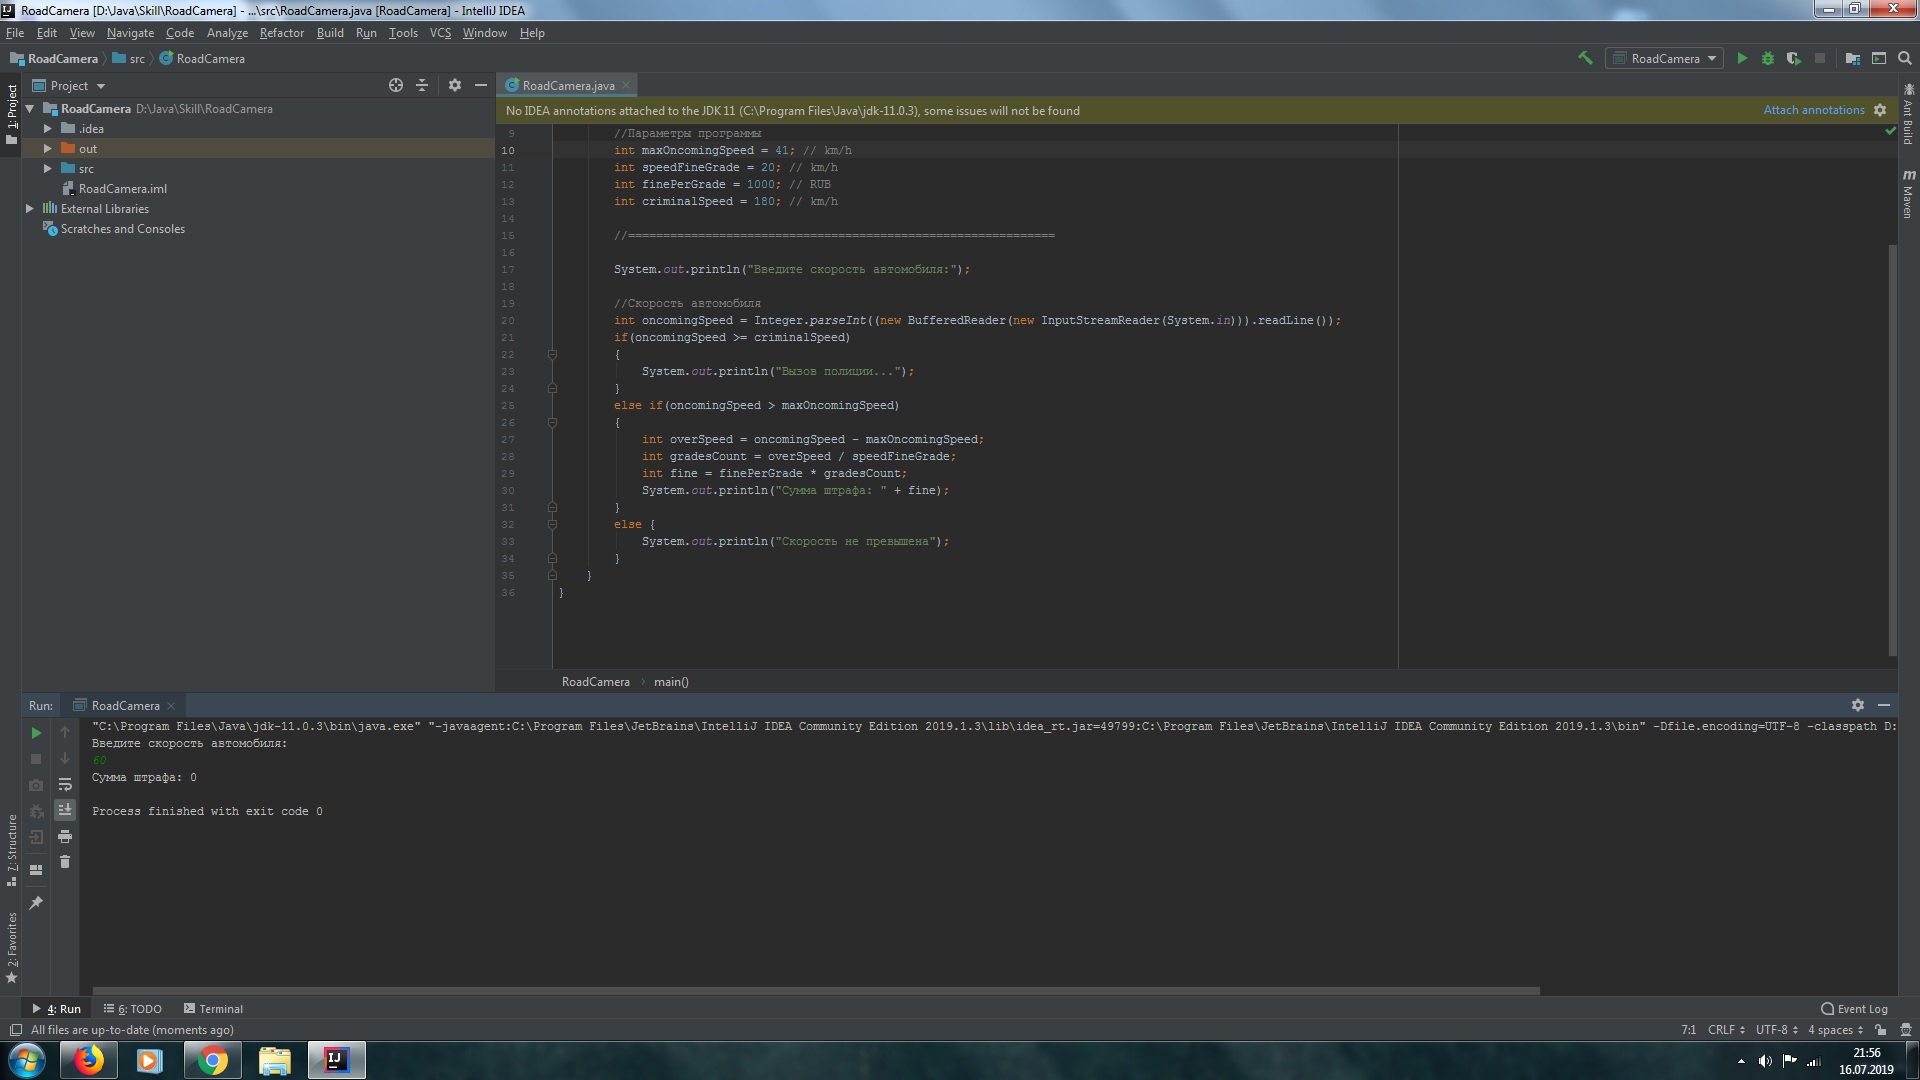 RoadCamera [D:\Java\Skill\RoadCamera] - ...\src\RoadCamera.java [RoadCamera] - IntelliJ IDEA
File Edit View Navigate Code Analyze Refactor Build Run Tools VCS Window Help
RoadCamera src RoadCamera RoadCamera
Project RoadCamera.java
1: Project
RoadCamera D:\Java\Skill\RoadCamera
.idea
out
src
RoadCamera.iml
External Libraries
Scratches and Consoles
No IDEA annotations attached to the JDK 11 (C:\Program Files\Java\jdk-11.0.3), some issues will not be found Attach annotations
Ant Build
Maven
9 //Параметры программы
10 int maxOncomingSpeed = 41; // km/h
11 int speedFineGrade = 20; // km/h
12 int finePerGrade = 1000; // RUB
13 int criminalSpeed = 180; // km/h
14
15 //=============================================================
16
17 System.out.println("Введите скорость автомобиля:");
18
19 //Скорость автомобиля
20 int oncomingSpeed = Integer.parseInt((new BufferedReader(new InputStreamReader(System.in))).readLine());
21 if(oncomingSpeed >= criminalSpeed)
22 {
23 System.out.println("Вызов полиции...");
24 }
25 else if(oncomingSpeed > maxOncomingSpeed)
26 {
27 int overSpeed = oncomingSpeed - maxOncomingSpeed;
28 int gradesCount = overSpeed / speedFineGrade;
29 int fine = finePerGrade * gradesCount;
30 System.out.println("Сумма штрафа: " + fine);
31 }
32 else {
33 System.out.println("Скорость не превышена");
34 }
35 }
36 }
RoadCamera main()
Run: RoadCamera
"C:\Program Files\Java\jdk-11.0.3\bin\java.exe" "-javaagent:C:\Program Files\JetBrains\IntelliJ IDEA Community Edition 2019.1.3\lib\idea_rt.jar=49799:C:\Program Files\JetBrains\IntelliJ IDEA Community Edition 2019.1.3\bin" -Dfile.encoding=UTF-8 -classpath D:
Введите скорость автомобиля:
60
Сумма штрафа: 0
Process finished with exit code 0
7: Structure
2: Favorites
4: Run 6: TODO Terminal Event Log
All files are up-to-date (moments ago) 7:1 CRLF UTF-8 4 spaces
21:56
16.07.2019